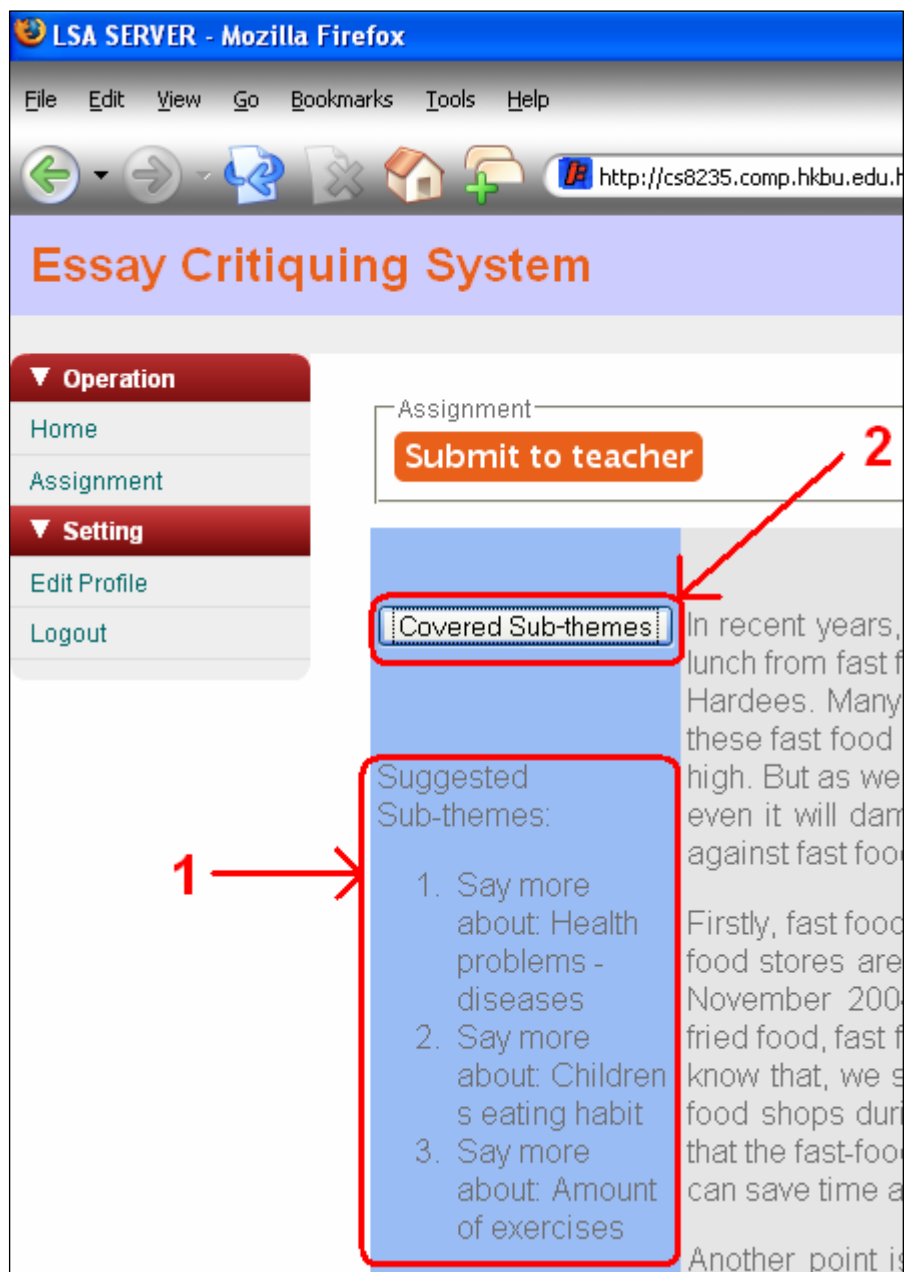 LSA SERVER - Mozilla Firefox
File Edit View Go Bookmarks Tools Help
http://cs8235.comp.hkbu.edu.h
Essay Critiquing System
▼ Operation
Home
Assignment
▼ Setting
Edit Profile
Logout
Assignment
Submit to teacher
2
Covered Sub-themes
1
Suggested
Sub-themes:
1. Say more
about: Health
problems -
diseases
2. Say more
about: Children
s eating habit
3. Say more
about: Amount
of exercises
In recent years,
lunch from fast f
Hardees. Many
these fast food
high. But as we
even it will dam
against fast foo
Firstly, fast food
food stores are
November 200
fried food, fast f
know that, we s
food shops duri
that the fast-foo
can save time a
Another point is